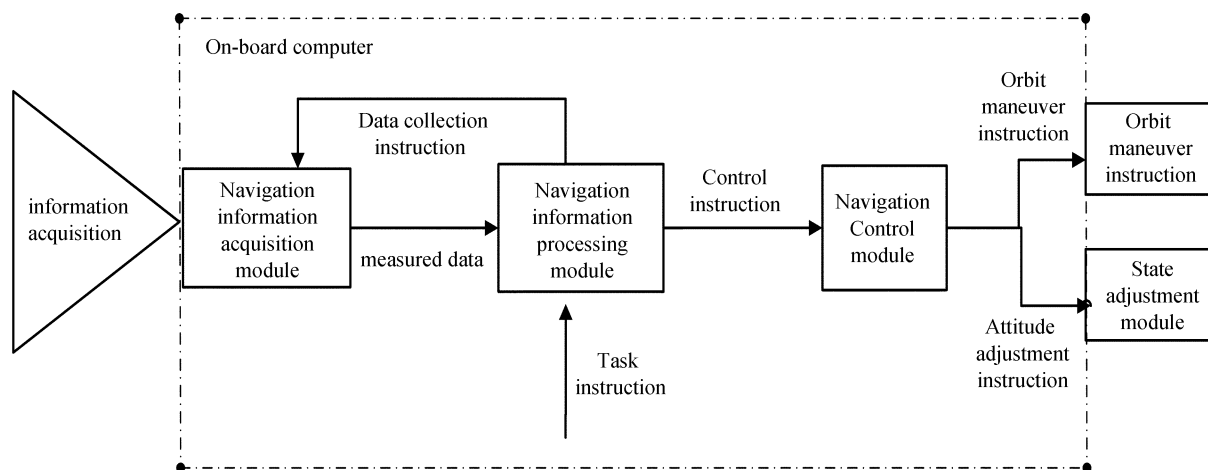 On-board computer
information
acquisition
Navigation
information
acquisition
module
Data collection
instruction
measured data
Navigation
information
processing
module
Task
instruction
Control
instruction
Navigation
Control
module
Orbit
maneuver
instruction
Attitude
adjustment
instruction
Orbit
maneuver
instruction
State
adjustment
module